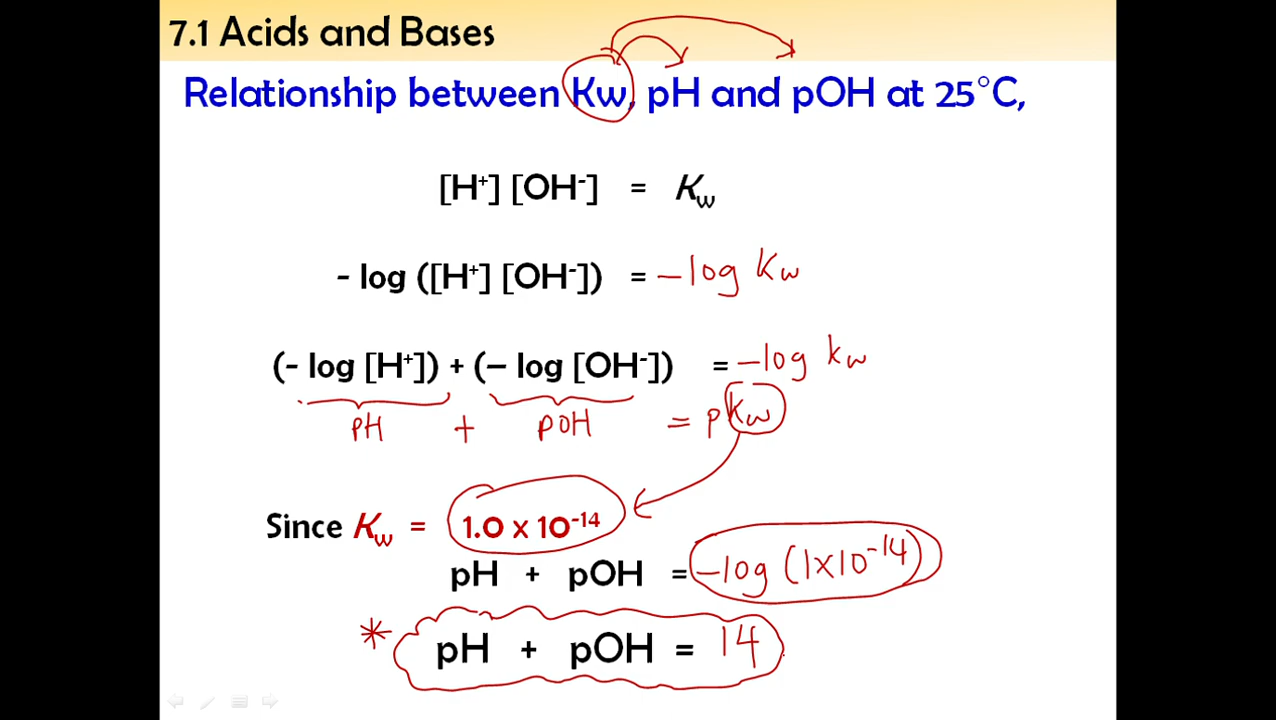 7.1 Acids and Bases
Relationship between Kw, pH and pOH at 25°C,
[H⁺] [OH⁻] = Kw
- log ([H⁺] [OH⁻]) = -log Kw
(- log [H⁺]) + (– log [OH⁻]) = -log kw
pH + pOH = pKw
Since Kw = 1.0 x 10⁻¹⁴
pH + pOH = -log (1x10⁻¹⁴)
* pH + pOH = 14